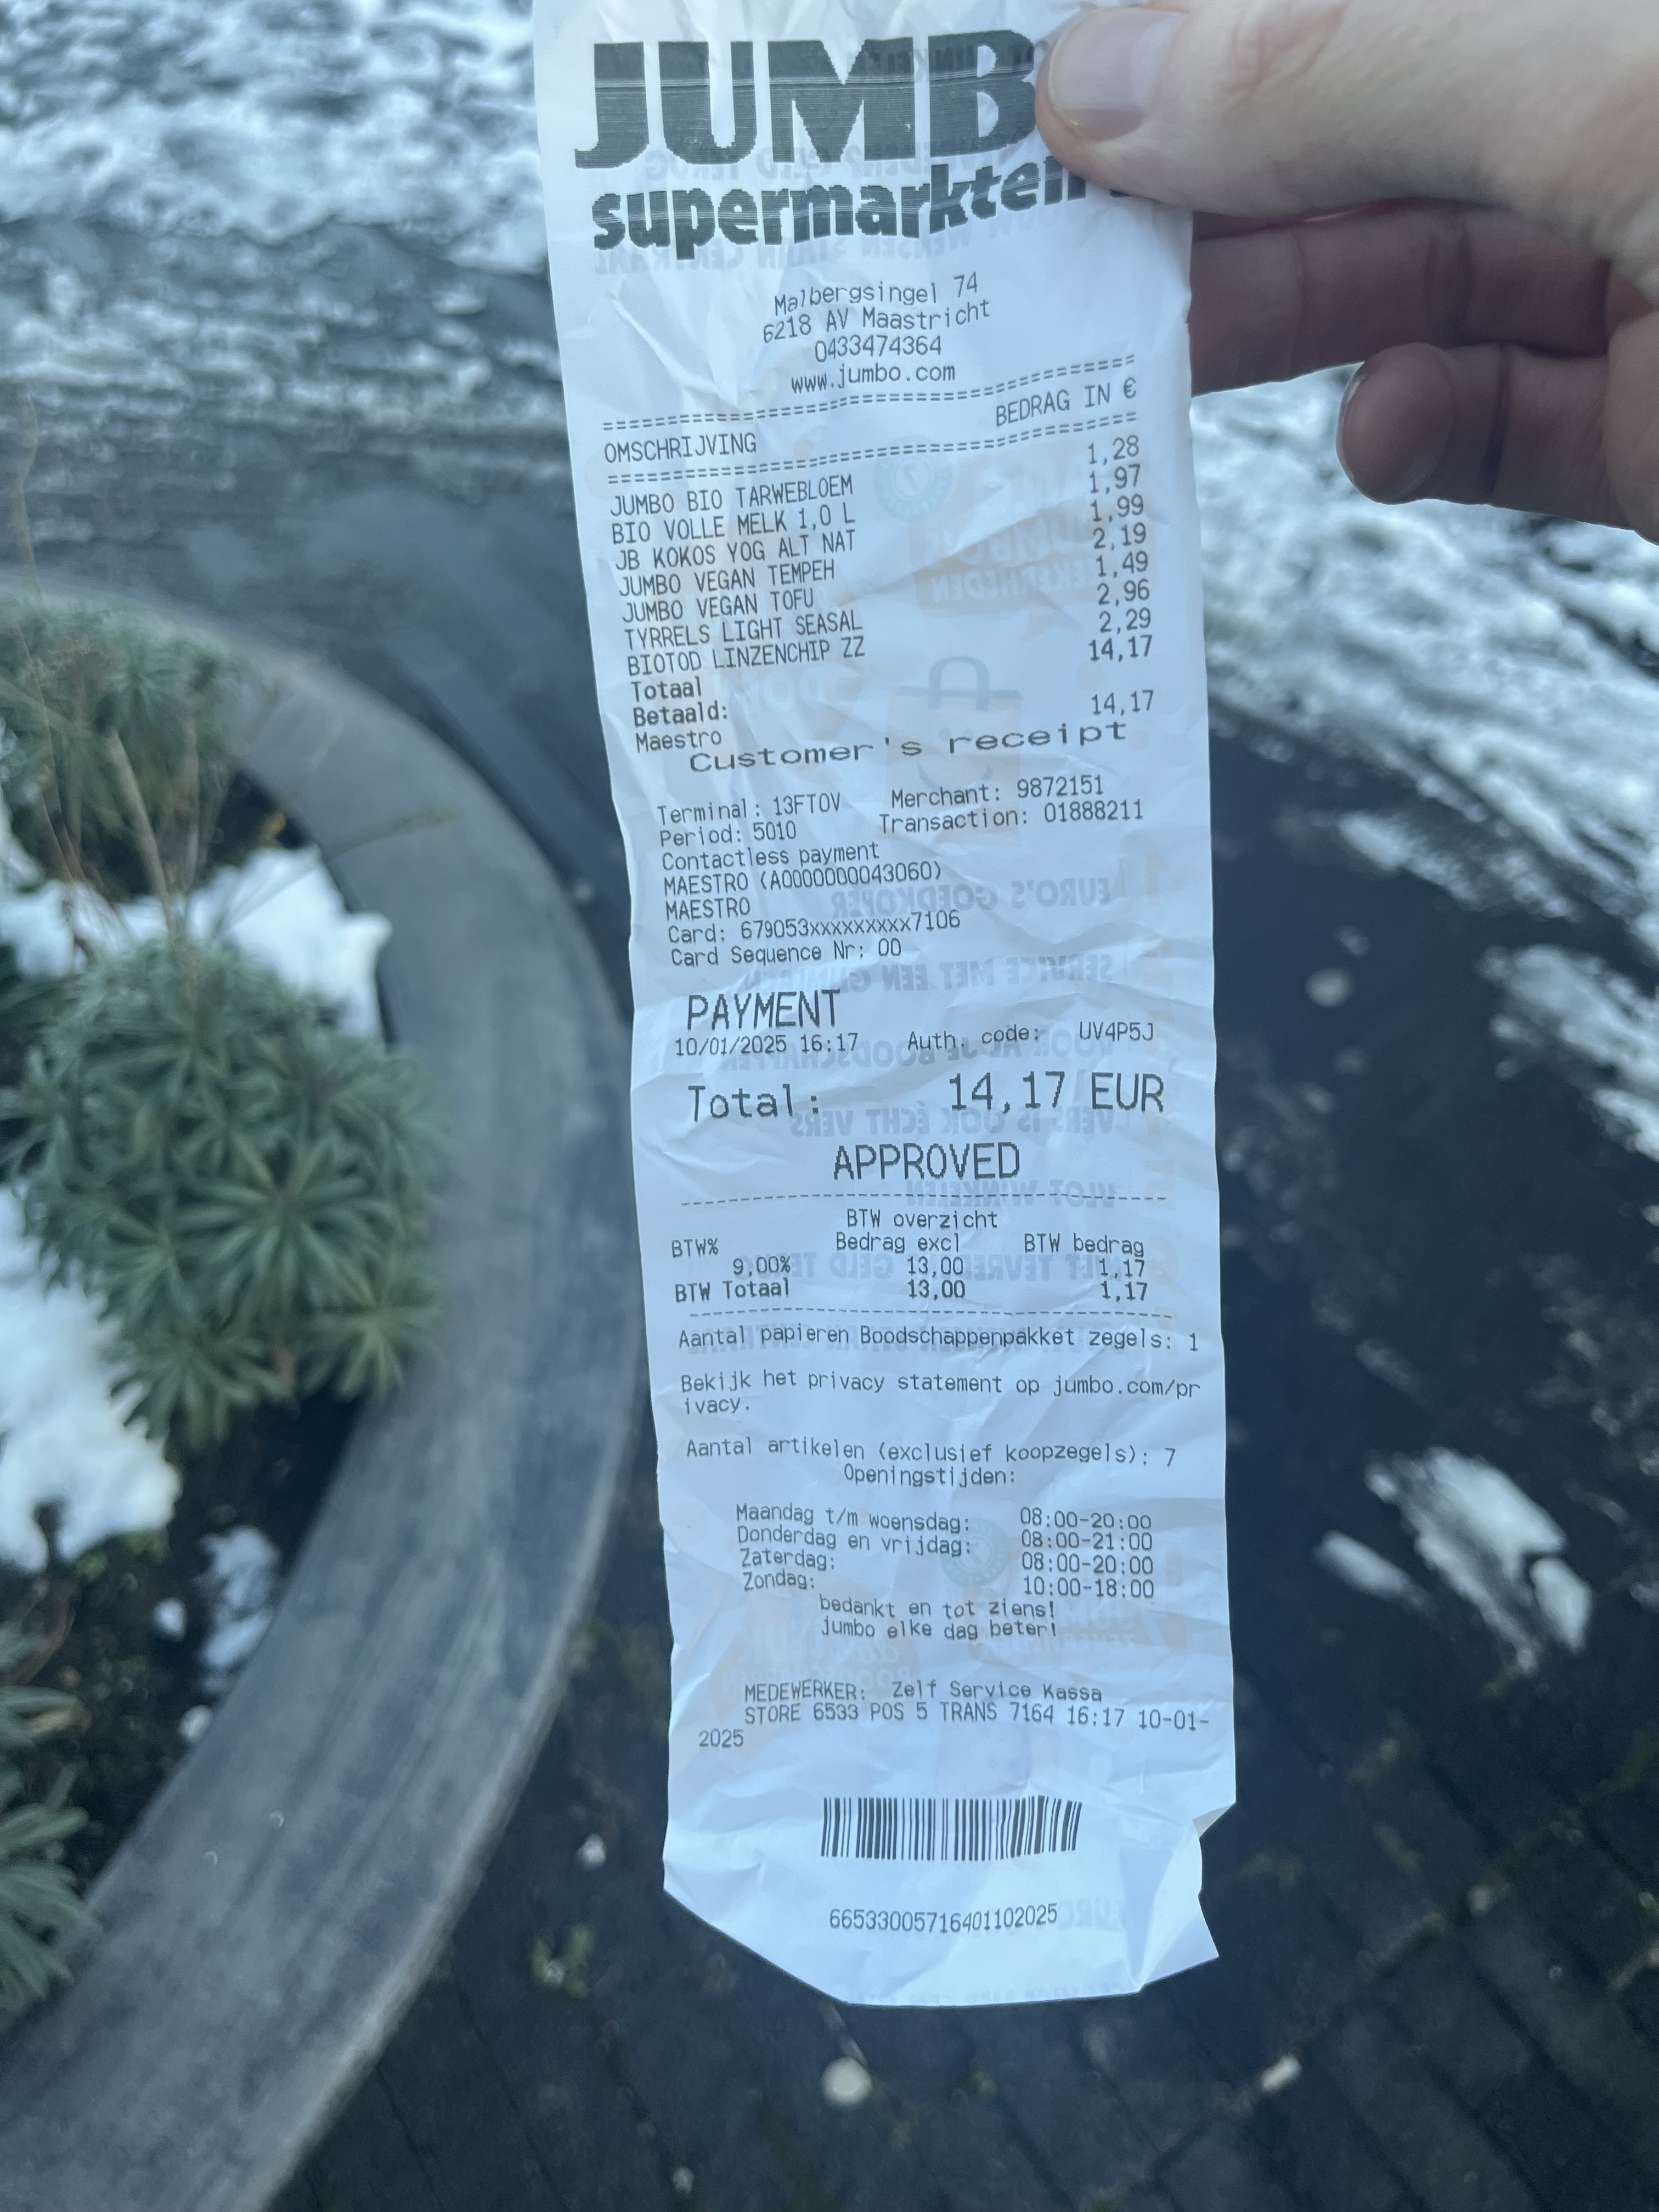 JUMB
supermarkten
Malbergsingel 74
6218 AV Maastricht
0433474364
www.jumbo.com
================================================
OMSCHRIJVING BEDRAG IN €
================================================
JUMBO BIO TARWEBLOEM 1,28
BIO VOLLE MELK 1,0 L 1,97
JB KOKOS YOG ALT NAT 1,99
JUMBO VEGAN TEMPEH 2,19
JUMBO VEGAN TOFU 1,49
TYRRELS LIGHT SEASAL 2,96
BIOTOD LINZENCHIP ZZ 2,29
Totaal 14,17
Betaald:
Maestro 14,17
Customer's receipt
Terminal: 13FTOV Merchant: 9872151
Period: 5010 Transaction: 01888211
Contactless payment
MAESTRO (A0000000043060)
MAESTRO
Card: 679053xxxxxxxxx7106
Card Sequence Nr: 00
PAYMENT
10/01/2025 16:17 Auth. code: UV4P5J
Total: 14,17 EUR
APPROVED
------------------------------------------------
BTW overzicht
BTW% Bedrag excl BTW bedrag
9,00% 13,00 1,17
BTW Totaal 13,00 1,17
------------------------------------------------
Aantal papieren Boodschappenpakket zegels: 1
Bekijk het privacy statement op jumbo.com/pr
ivacy.
Aantal artikelen (exclusief koopzegels): 7
Openingstijden:
Maandag t/m woensdag: 08:00-20:00
Donderdag en vrijdag: 08:00-21:00
Zaterdag: 08:00-20:00
Zondag: 10:00-18:00
bedankt en tot ziens!
jumbo elke dag beter!
MEDEWERKER: Zelf Service Kassa
STORE 6533 POS 5 TRANS 7164 16:17 10-01-
2025
66533005716401102025